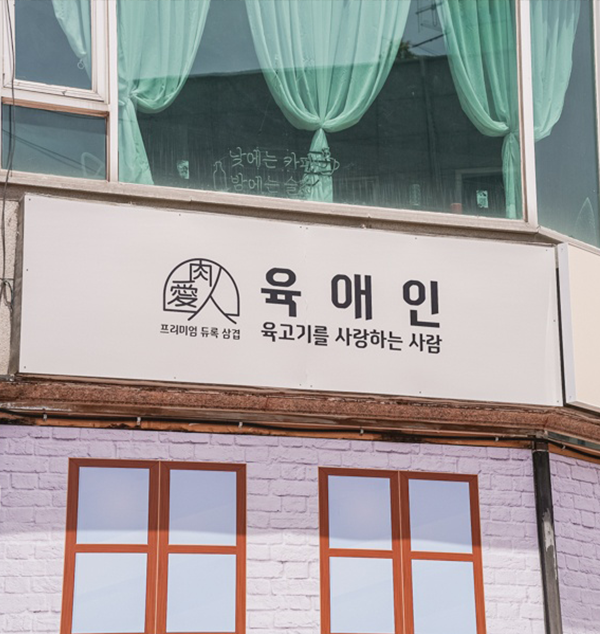 낮에는 카페
밤에는 술
肉
愛人
육애인
프리미엄 듀록 삼겹
육고기를 사랑하는 사람